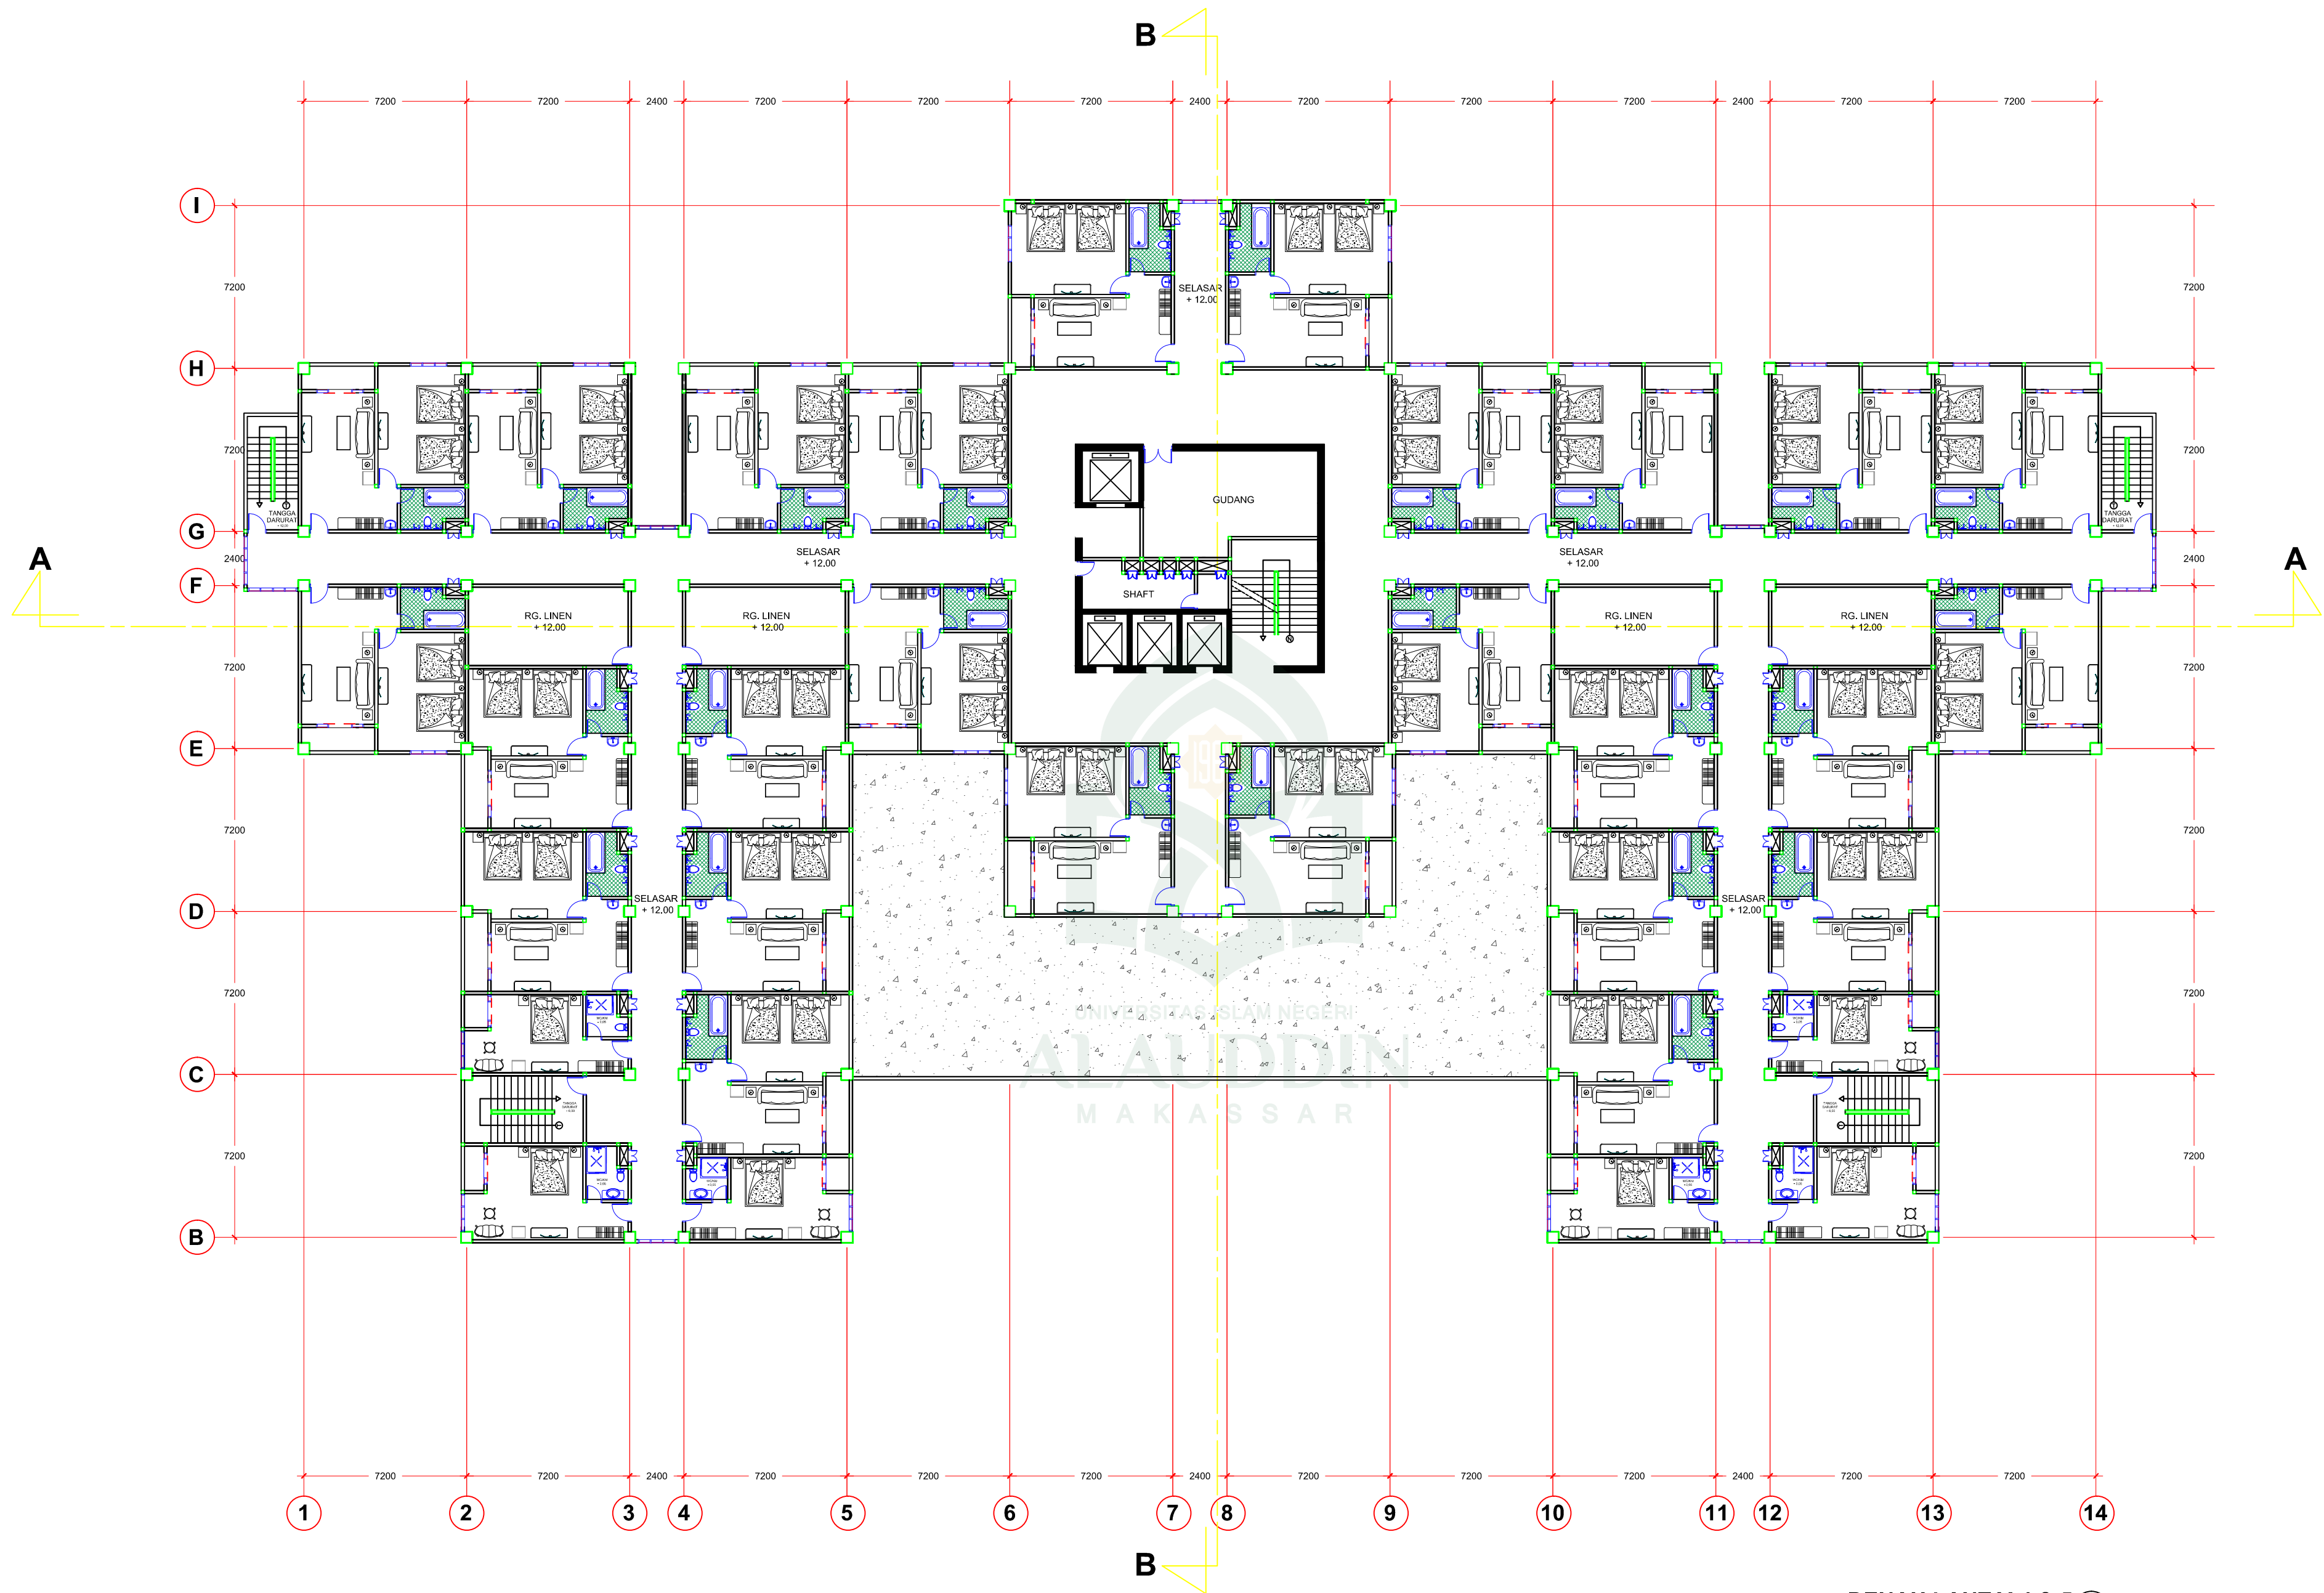 B
7200 7200 2400 7200 7200 7200 2400 7200 7200 7200 2400 7200 7200
I
7200 7200
SELASAR
+ 12.00
H
7200 7200
GUDANG
TANGGA
DARURAT
TANGGA
DARURAT
G
A A
2400 2400
SELASAR
+ 12.00
SELASAR
+ 12.00
F
SHAFT
RG. LINEN
+ 12.00
RG. LINEN
+ 12.00
RG. LINEN
+ 12.00
RG. LINEN
+ 12.00
7200 7200
E
7200 7200
SELASAR
+ 12.00
SELASAR
+ 12.00
D
7200 7200
UNIVERSITAS ISLAM NEGERI
ALAUDDIN
MAKASSAR
C
TANGGA
DARURAT
TANGGA
DARURAT
7200 7200
B
7200 7200 2400 7200 7200 7200 2400 7200 7200 7200 2400 7200 7200
1 2 3 4 5 6 7 8 9 10 11 12 13 14
B